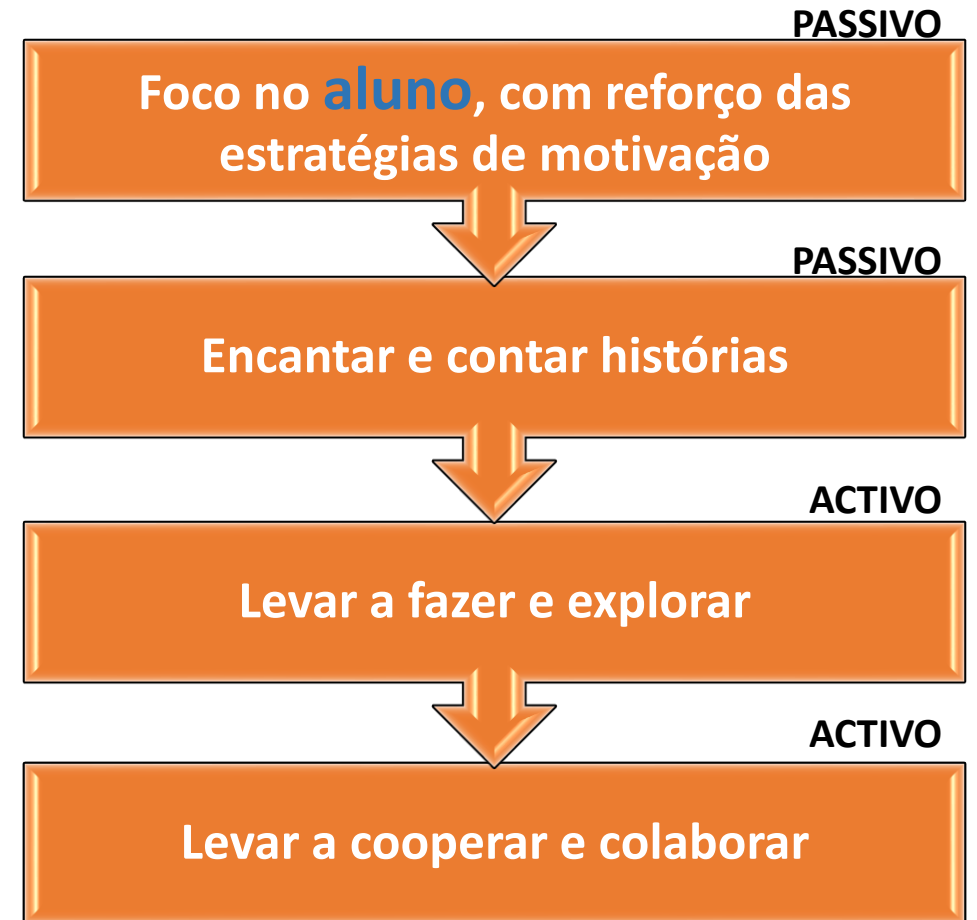 PASSIVO
Foco no aluno, com reforço das
estratégias de motivação
PASSIVO
Encantar e contar histórias
ACTIVO
Levar a fazer e explorar
ACTIVO
Levar a cooperar e colaborar